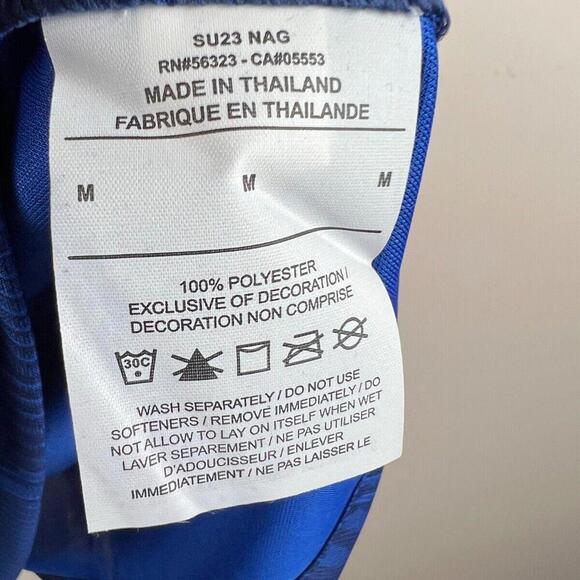 SU23 NAG
RN#56323 - CA#05553
MADE IN THAILAND
FABRIQUE EN THAILANDE
M M M
100% POLYESTER
EXCLUSIVE OF DECORATION /
DECORATION NON COMPRISE
30C
WASH SEPARATELY / DO NOT USE
SOFTENERS / REMOVE IMMEDIATELY / DO
NOT ALLOW TO LAY ON ITSELF WHEN WET
LAVER SEPAREMENT / NE PAS UTILISER
D'ADOUCISSEUR / ENLEVER
IMMEDIATEMENT / NE PAS LAISSER LE